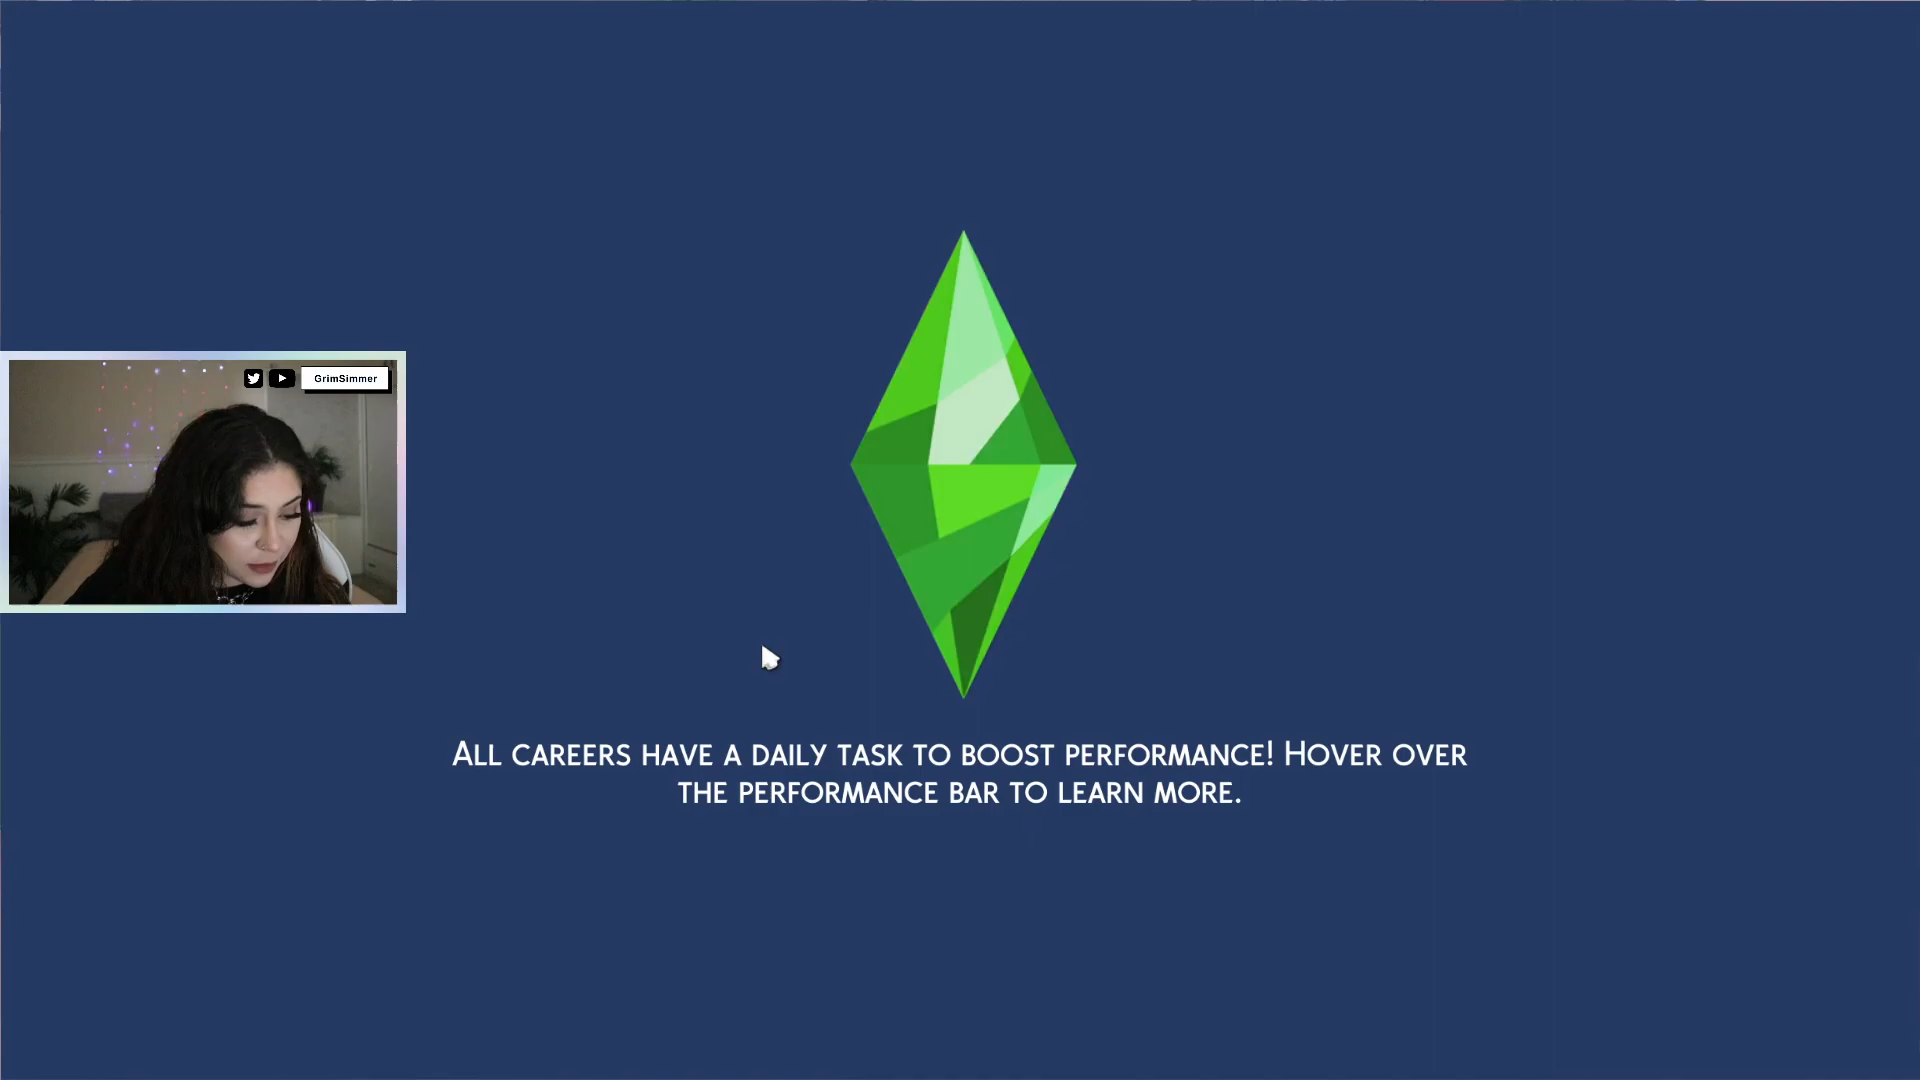 GrimSimmer
All careers have a daily task to boost performance! Hover over
the performance bar to learn more.